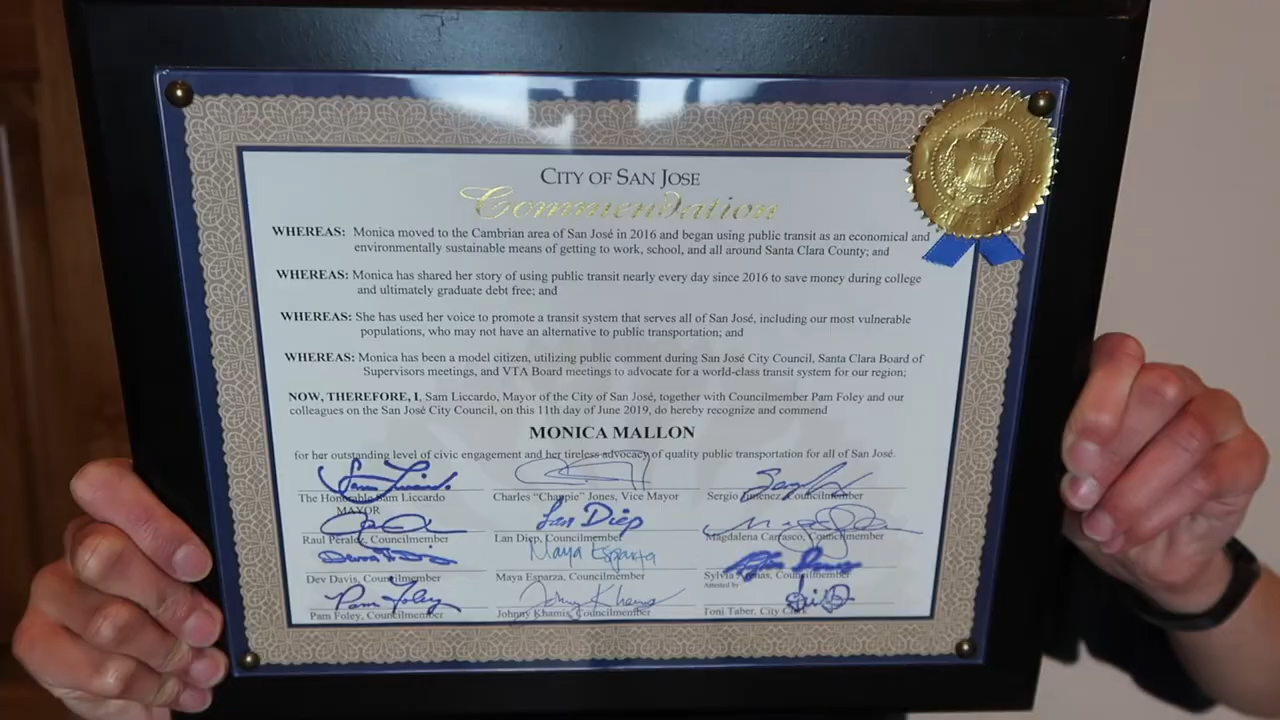 CITY OF SAN JOSE
Commendation
WHEREAS: Monica moved to the Cambrian area of San José in 2016 and began using public transit as an economical and
environmentally sustainable means of getting to work, school, and all around Santa Clara County; and
WHEREAS: Monica has shared her story of using public transit nearly every day since 2016 to save money during college
and ultimately graduate debt free; and
WHEREAS: She has used her voice to promote a transit system that serves all of San José, including our most vulnerable
populations, who may not have an alternative to public transportation; and
WHEREAS: Monica has been a model citizen, utilizing public comment during San José City Council, Santa Clara Board of
Supervisors meetings, and VTA Board meetings to advocate for a world-class transit system for our region;
NOW, THEREFORE, I, Sam Liccardo, Mayor of the City of San José, together with Councilmember Pam Foley and our
colleagues on the San José City Council, on this 11th day of June 2019, do hereby recognize and commend
MONICA MALLON
for her outstanding level of civic engagement and her tireless advocacy of quality public transportation for all of San José.
The Honorable Sam Liccardo Charles "Chappie" Jones, Vice Mayor Sergio Jimenez, Councilmember
MAYOR
Lan Diep
Raul Peralez, Councilmember Lan Diep, Councilmember Magdalena Carrasco, Councilmember
Maya Esparza
Dev Davis, Councilmember Maya Esparza, Councilmember Sylvia Arenas, Councilmember
Attested by
Pam Foley Johnny Khamis
Pam Foley, Councilmember Johnny Khamis, Councilmember Toni Taber, City Clerk